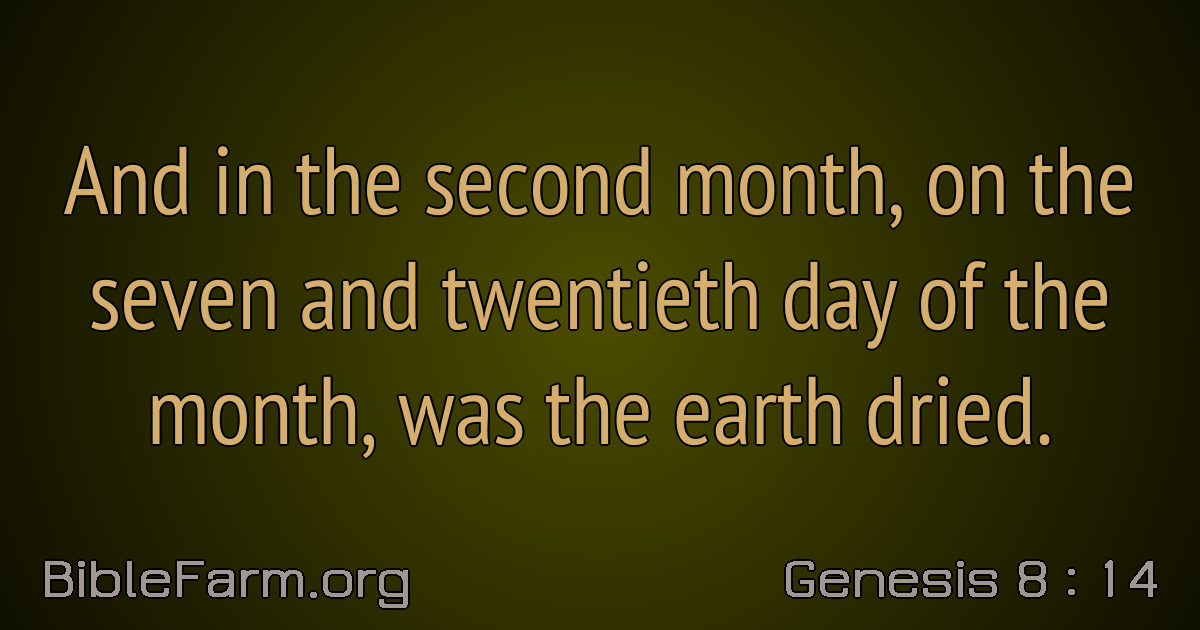 And in the second month, on the
seven and twentieth day of the
month, was the earth dried.
BibleFarm.org
Genesis 8 : 14